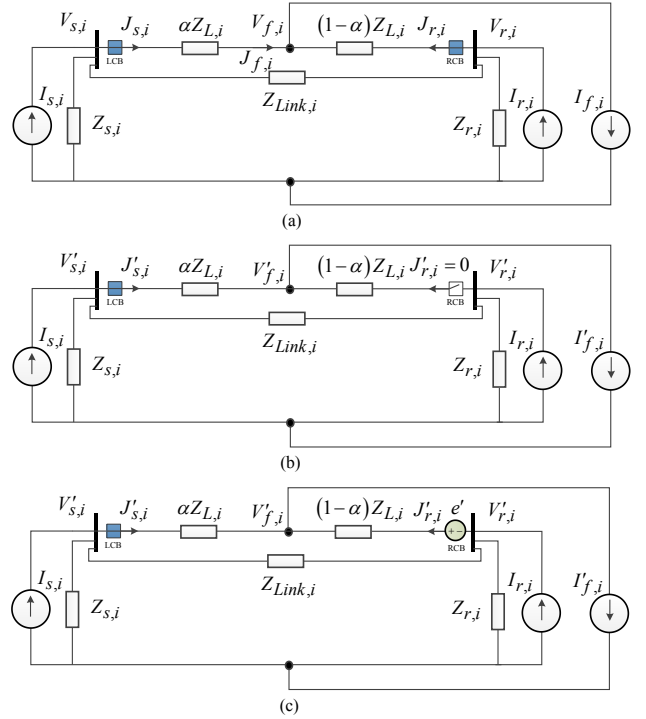 V_{s,i} J_{s,i} αZ_{L,i} V_{f,i} (1−α)Z_{L,i} J_{r,i} V_{r,i}
LCB J_{f,i} RCB
Z_{Link,i}
I_{s,i} Z_{s,i} Z_{r,i} I_{r,i} I_{f,i}
(a)
V′_{s,i} J′_{s,i} αZ_{L,i} V′_{f,i} (1−α)Z_{L,i} J′_{r,i} = 0 V′_{r,i}
LCB RCB
Z_{Link,i}
I_{s,i} Z_{s,i} Z_{r,i} I_{r,i} I′_{f,i}
(b)
V′_{s,i} J′_{s,i} αZ_{L,i} V′_{f,i} (1−α)Z_{L,i} J′_{r,i} e′ V′_{r,i}
LCB + − RCB
Z_{Link,i}
I_{s,i} Z_{s,i} Z_{r,i} I_{r,i} I′_{f,i}
(c)